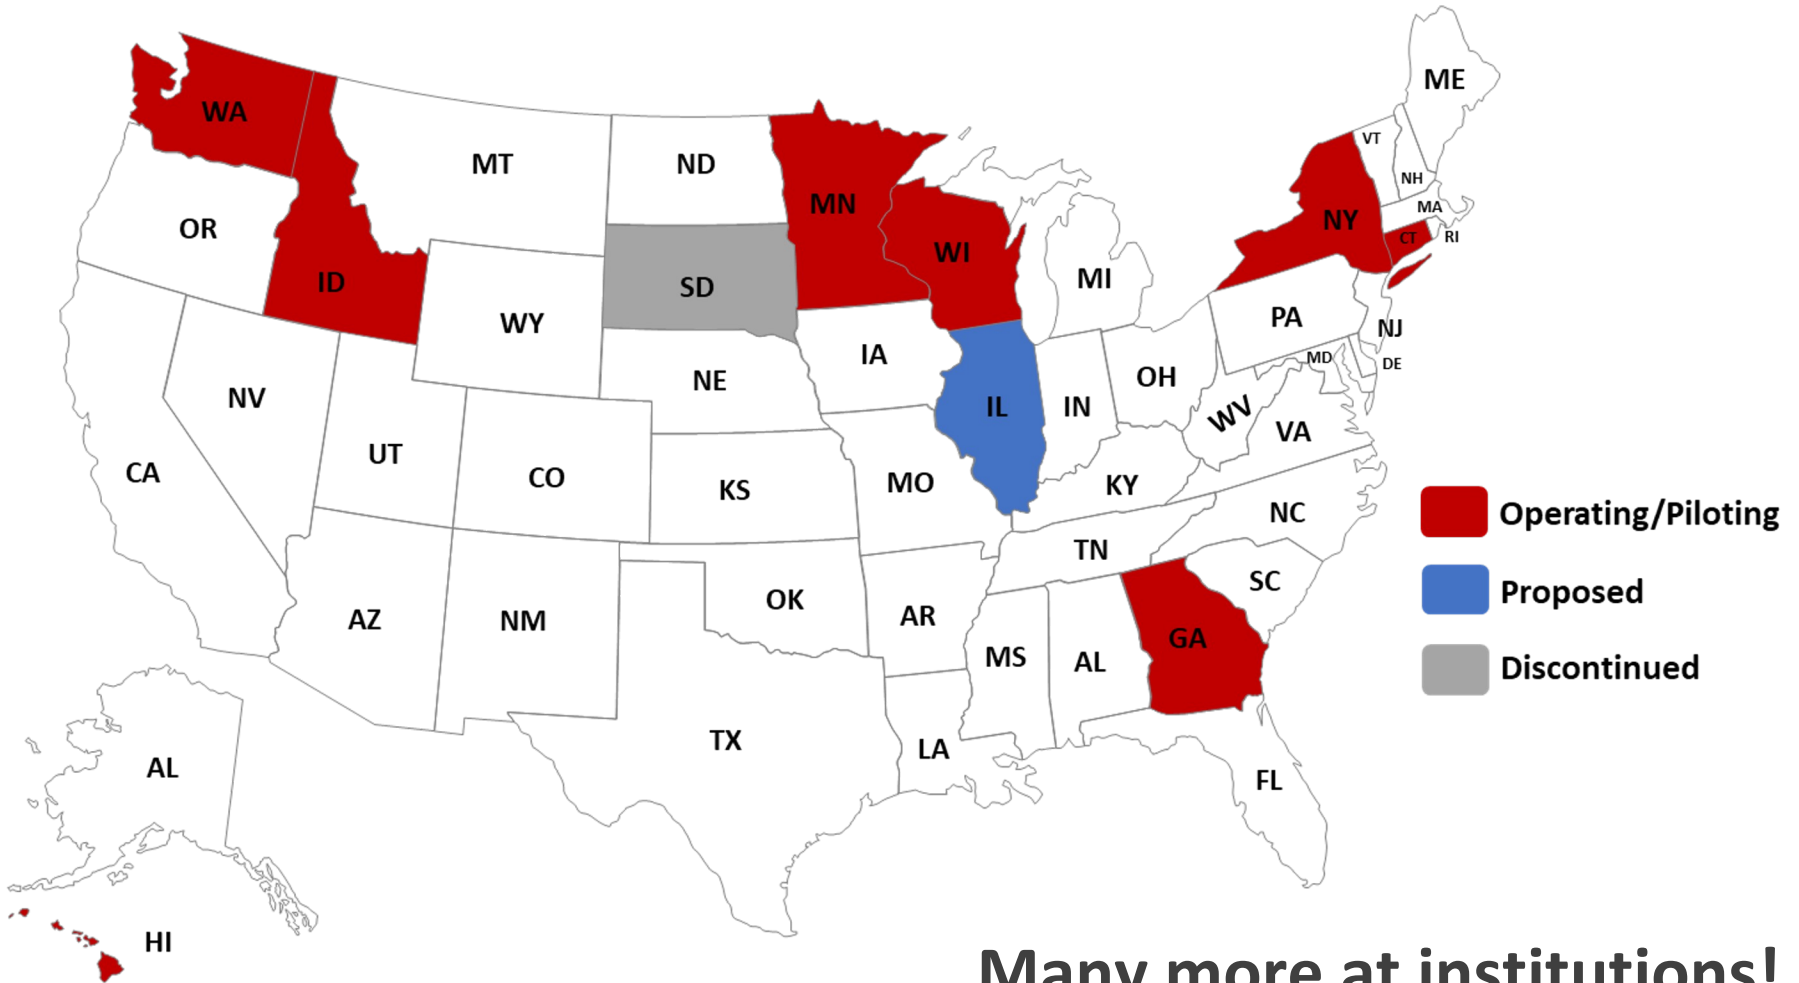 ME
WA
VT
MT
ND
NH
MN
MA
NY
OR
CT
RI
WI
MI
ID
SD
PA
WY
NJ
IA
MD
DE
OH
NE
NV
IL
IN
WV
VA
UT
CA
CO
MO
KY
KS
NC
Operating/Piloting
TN
SC
Proposed
OK
AR
AZ
NM
GA
MS
AL
Discontinued
TX
LA
AL
FL
HI
Many more at institutions!